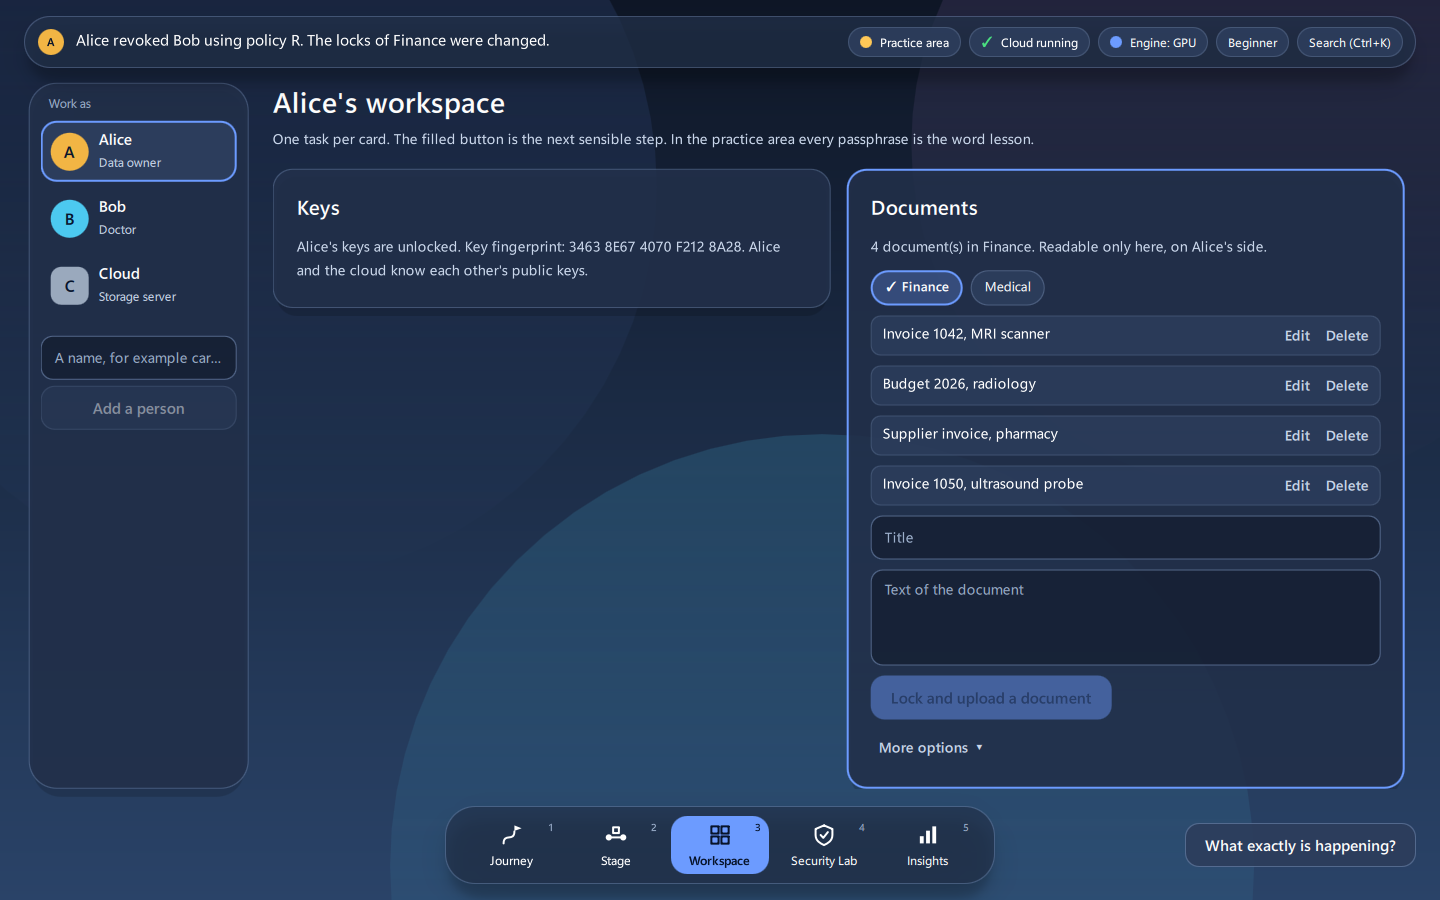 A Alice revoked Bob using policy R. The locks of Finance were changed.
Practice area
✓ Cloud running
Engine: GPU
Beginner
Search (Ctrl+K)
Work as
A
Alice
Data owner
B
Bob
Doctor
C
Cloud
Storage server
A name, for example car...
Add a person
Alice's workspace
One task per card. The filled button is the next sensible step. In the practice area every passphrase is the word lesson.
Keys
Alice's keys are unlocked. Key fingerprint: 3463 8E67 4070 F212 8A28. Alice
and the cloud know each other's public keys.
Documents
4 document(s) in Finance. Readable only here, on Alice's side.
✓ Finance
Medical
Invoice 1042, MRI scanner Edit Delete
Budget 2026, radiology Edit Delete
Supplier invoice, pharmacy Edit Delete
Invoice 1050, ultrasound probe Edit Delete
Title
Text of the document
Lock and upload a document
More options ▼
Journey 1
Stage 2
Workspace 3
Security Lab 4
Insights 5
What exactly is happening?